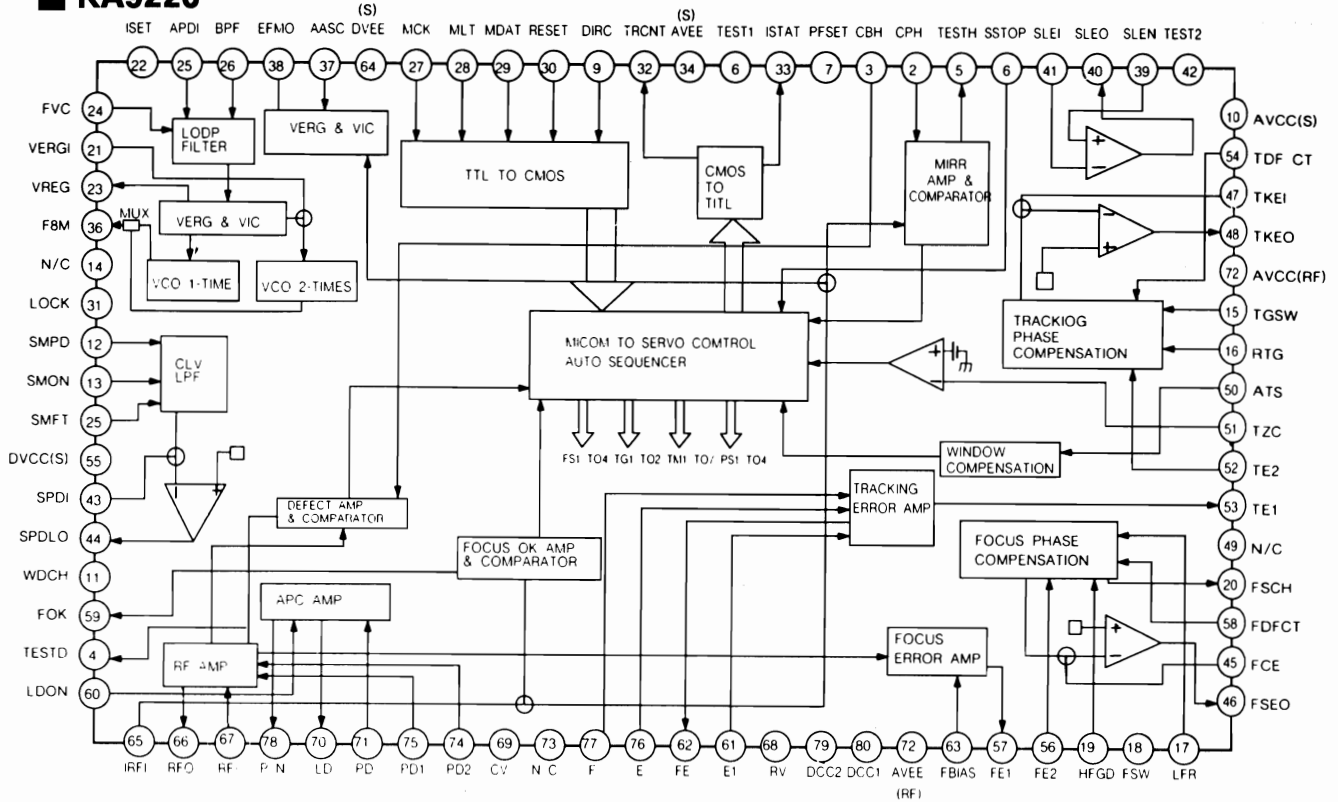 ■ KA9220
(S) (S)
ISET APDI BPF EFMO AASC DVEE MCK MLT MDAT RESET DIRC TRCNT AVEE TEST1 ISTAT PFSET CBH CPH TESTH SSTOP SLEI SLEO SLEN TEST2
22 25 26 38 37 64 27 28 29 30 9 32 34 6 33 7 3 2 5 6 41 40 39 42
FVC 24
VERGI 21
VREG 23
F8M 36
N/C 14
LOCK 31
SMPD 12
SMON 13
SMFT 25
DVCC(S) 55
SPDI 43
SPDLO 44
WDCH 11
FOK 59
TESTD 4
LDON 60
LODP
FILTER
VERG & VIC
VERG & VIC
MUX
VCO 1-TIME
VCO 2-TIMES
CLV
LPF
- +
TTL TO CMOS
CMOS
TO
TITL
MIRR
AMP &
COMPARATOR
+
-
-
+
MICOM TO SERVO COMTROL
AUTO SEQUENCER
+
-
TRACKIOG
PHASE
COMPENSATION
FS1 TO4 TG1 TO2 TM1 TO7 PS1 TO4
WINDOW
COMPENSATION
TRACKING
ERROR AMP
DEFECT AMP
& COMPARATOR
FOCUS OK AMP
& COMPARATOR
FOCUS PHASE
COMPENSATION
APC AMP
RF AMP
FOCUS
ERROR AMP
+
-
10 AVCC(S)
54 TDF CT
47 TKEI
48 TKEO
72 AVCC(RF)
15 TGSW
16 RTG
50 ATS
51 TZC
52 TE2
53 TE1
49 N/C
20 FSCH
58 FDFCT
45 FCE
46 FSEO
65 66 67 78 70 71 75 74 69 73 77 76 62 61 68 79 80 72 63 57 56 19 18 17
IRFI RFO RF- P N LD PD PD1 PD2 CV N C F E FE E1 RV DCC2 DCC1 AVEE FBIAS FE1 FE2 HFGD FSW LFR
(RF)